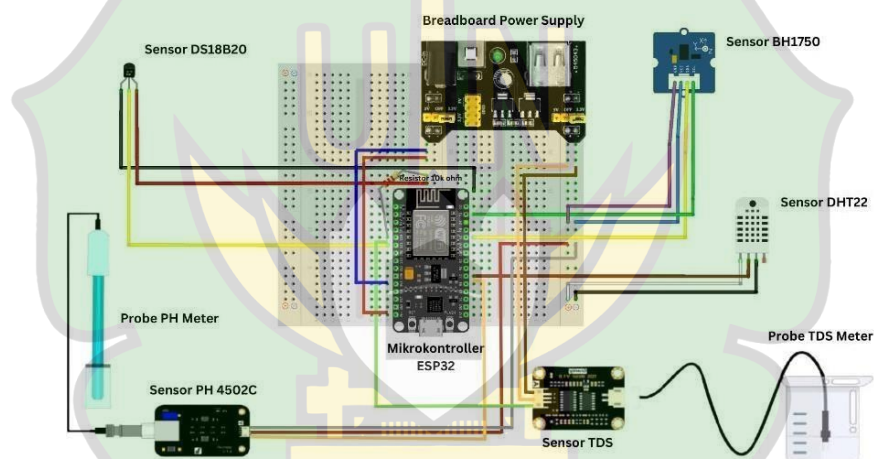 Breadboard Power Supply
Sensor DS18B20
Sensor BH1750
Resistor 10k ohm
Sensor DHT22
Probe PH Meter
Mikrokontroller
ESP32
Probe TDS Meter
Sensor PH 4502C
Sensor TDS